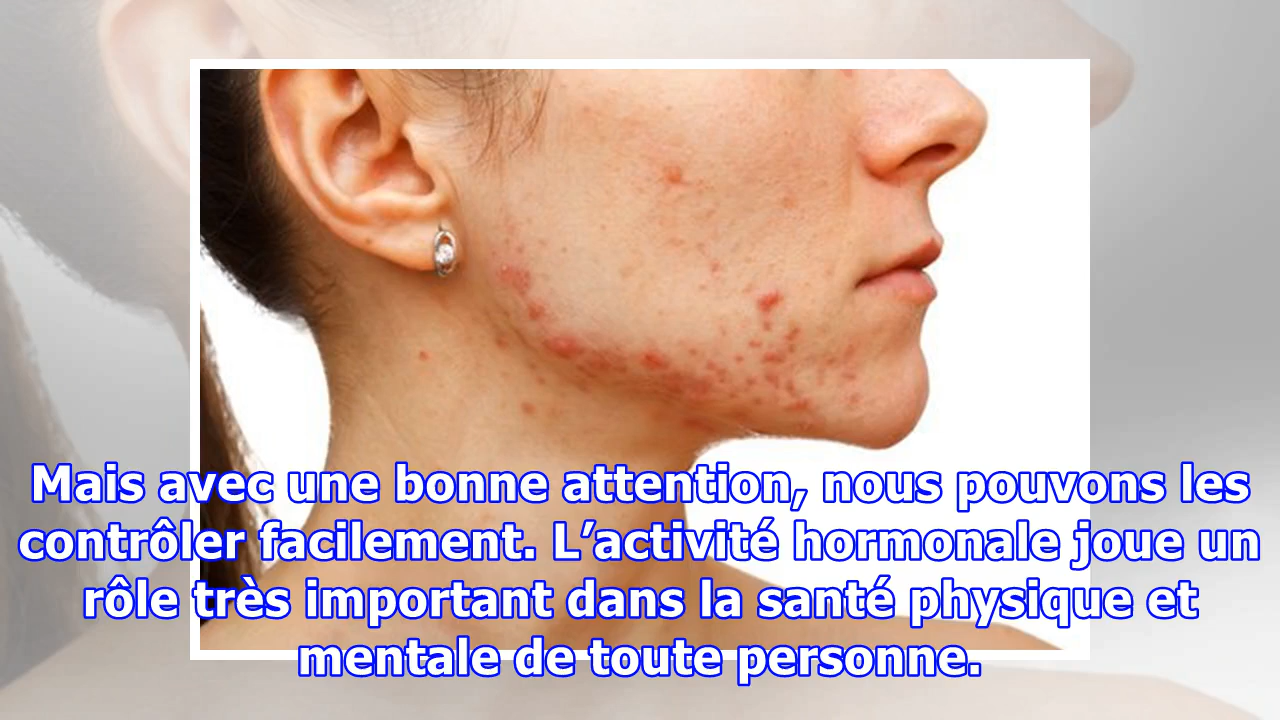 Mais avec une bonne attention, nous pouvons les
contrôler facilement. L’activité hormonale joue un
rôle très important dans la santé physique et
mentale de toute personne.